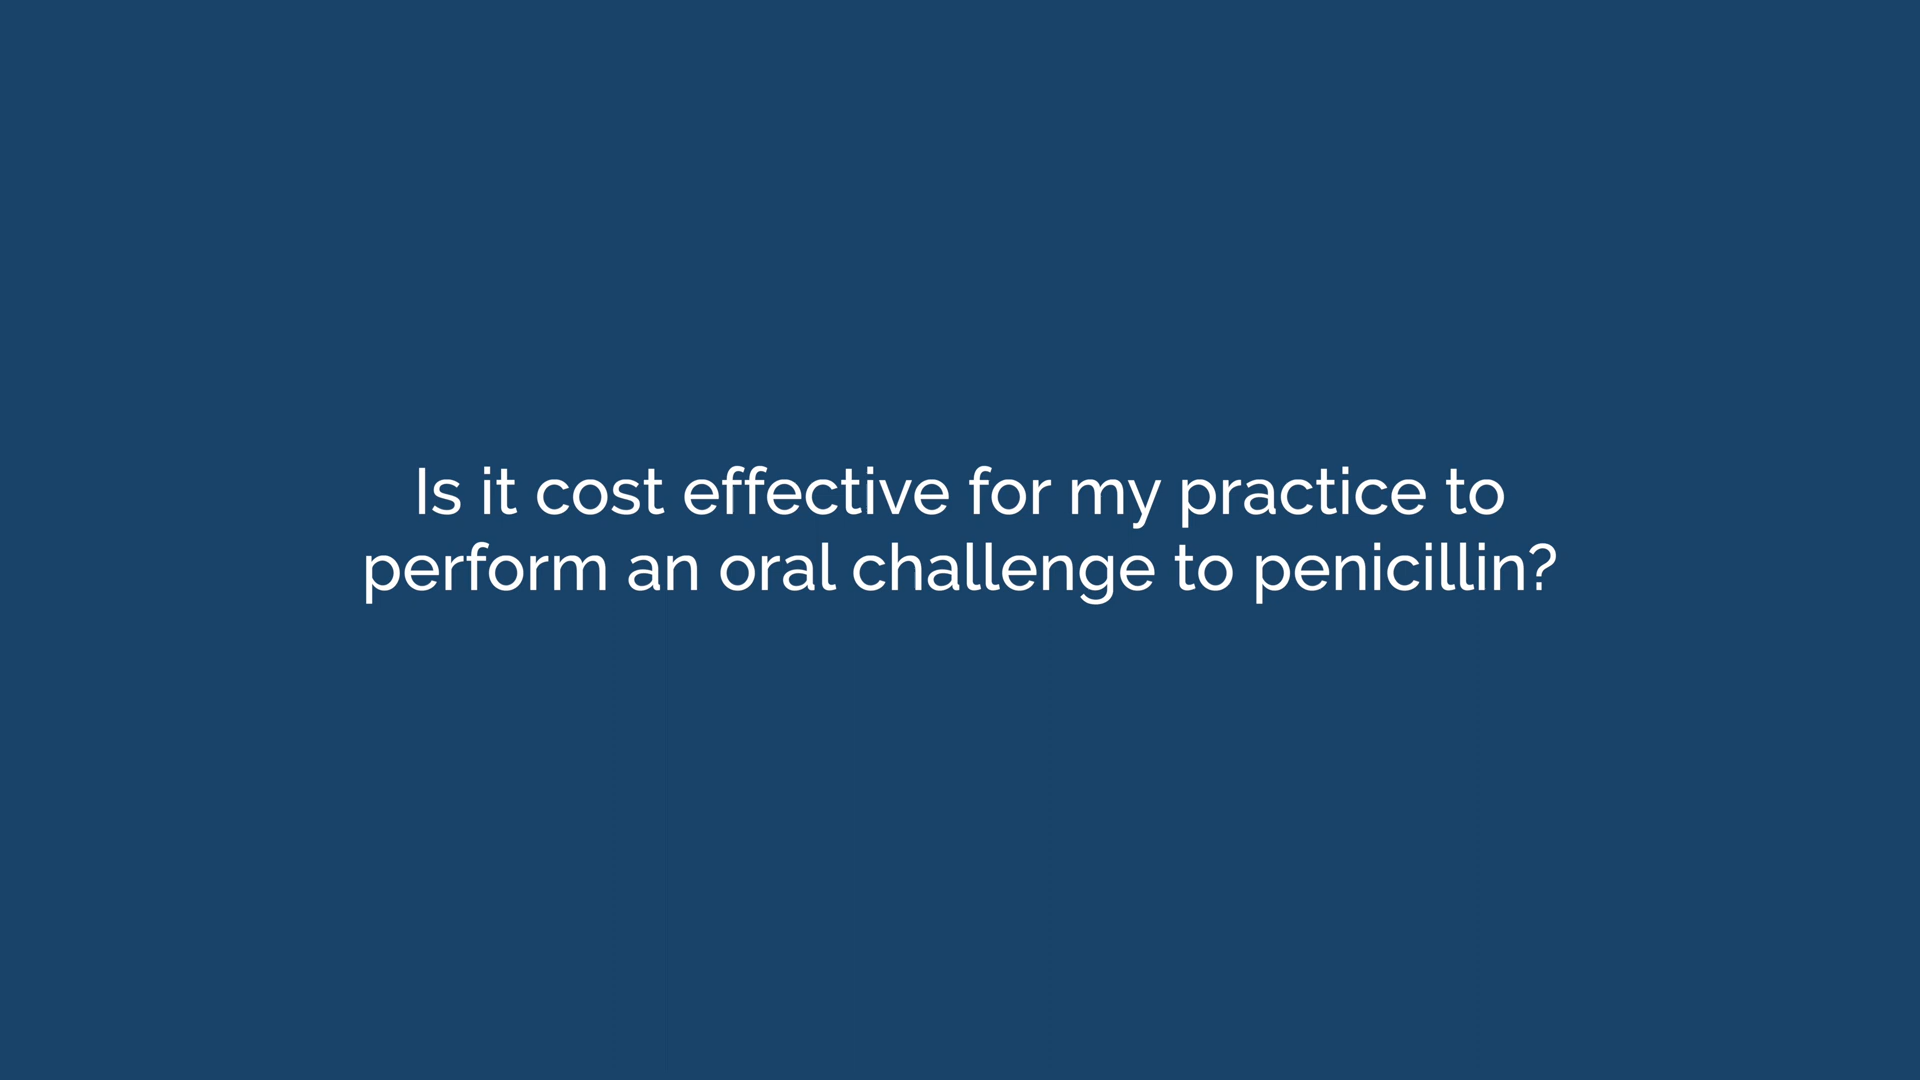 Is it cost effective for my practice to
perform an oral challenge to penicillin?